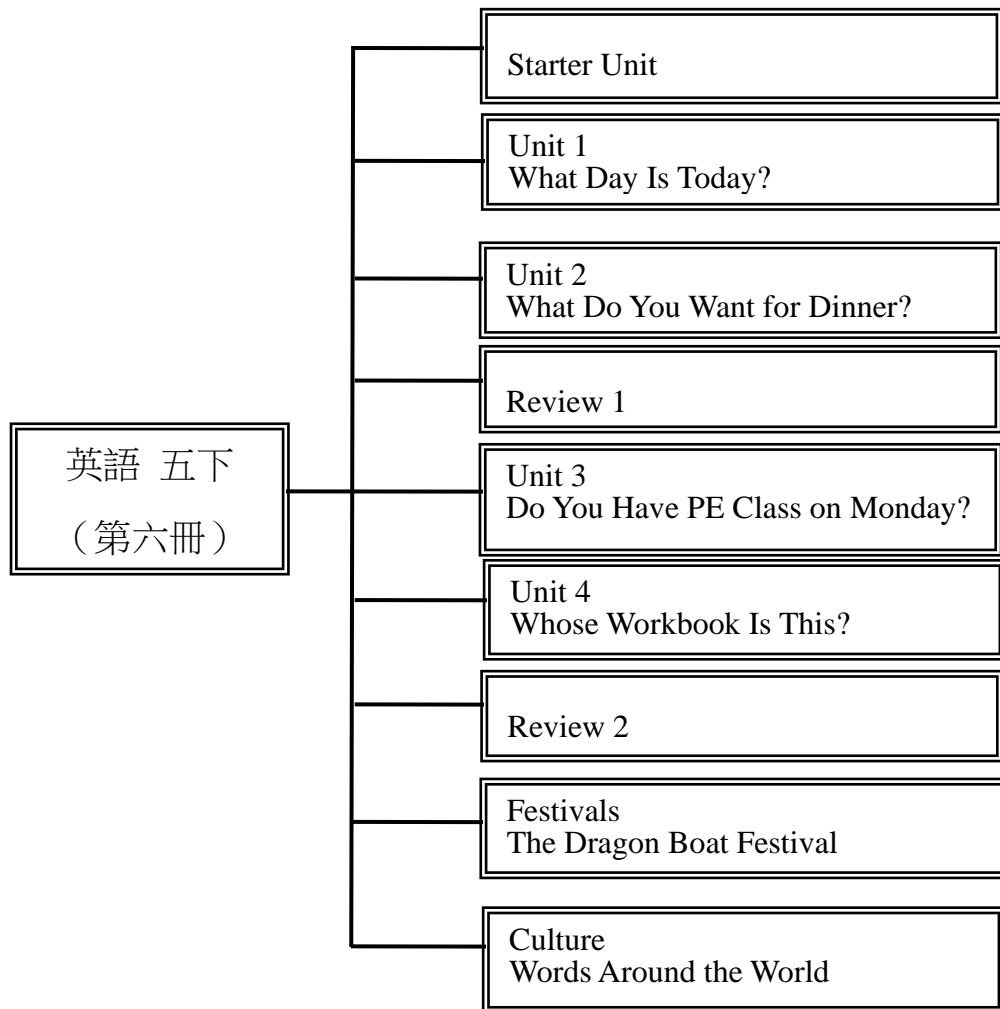 Starter Unit
Unit 1
What Day Is Today?
Unit 2
What Do You Want for Dinner?
Review 1
英語 五下
（第六冊）
Unit 3
Do You Have PE Class on Monday?
Unit 4
Whose Workbook Is This?
Review 2
Festivals
The Dragon Boat Festival
Culture
Words Around the World